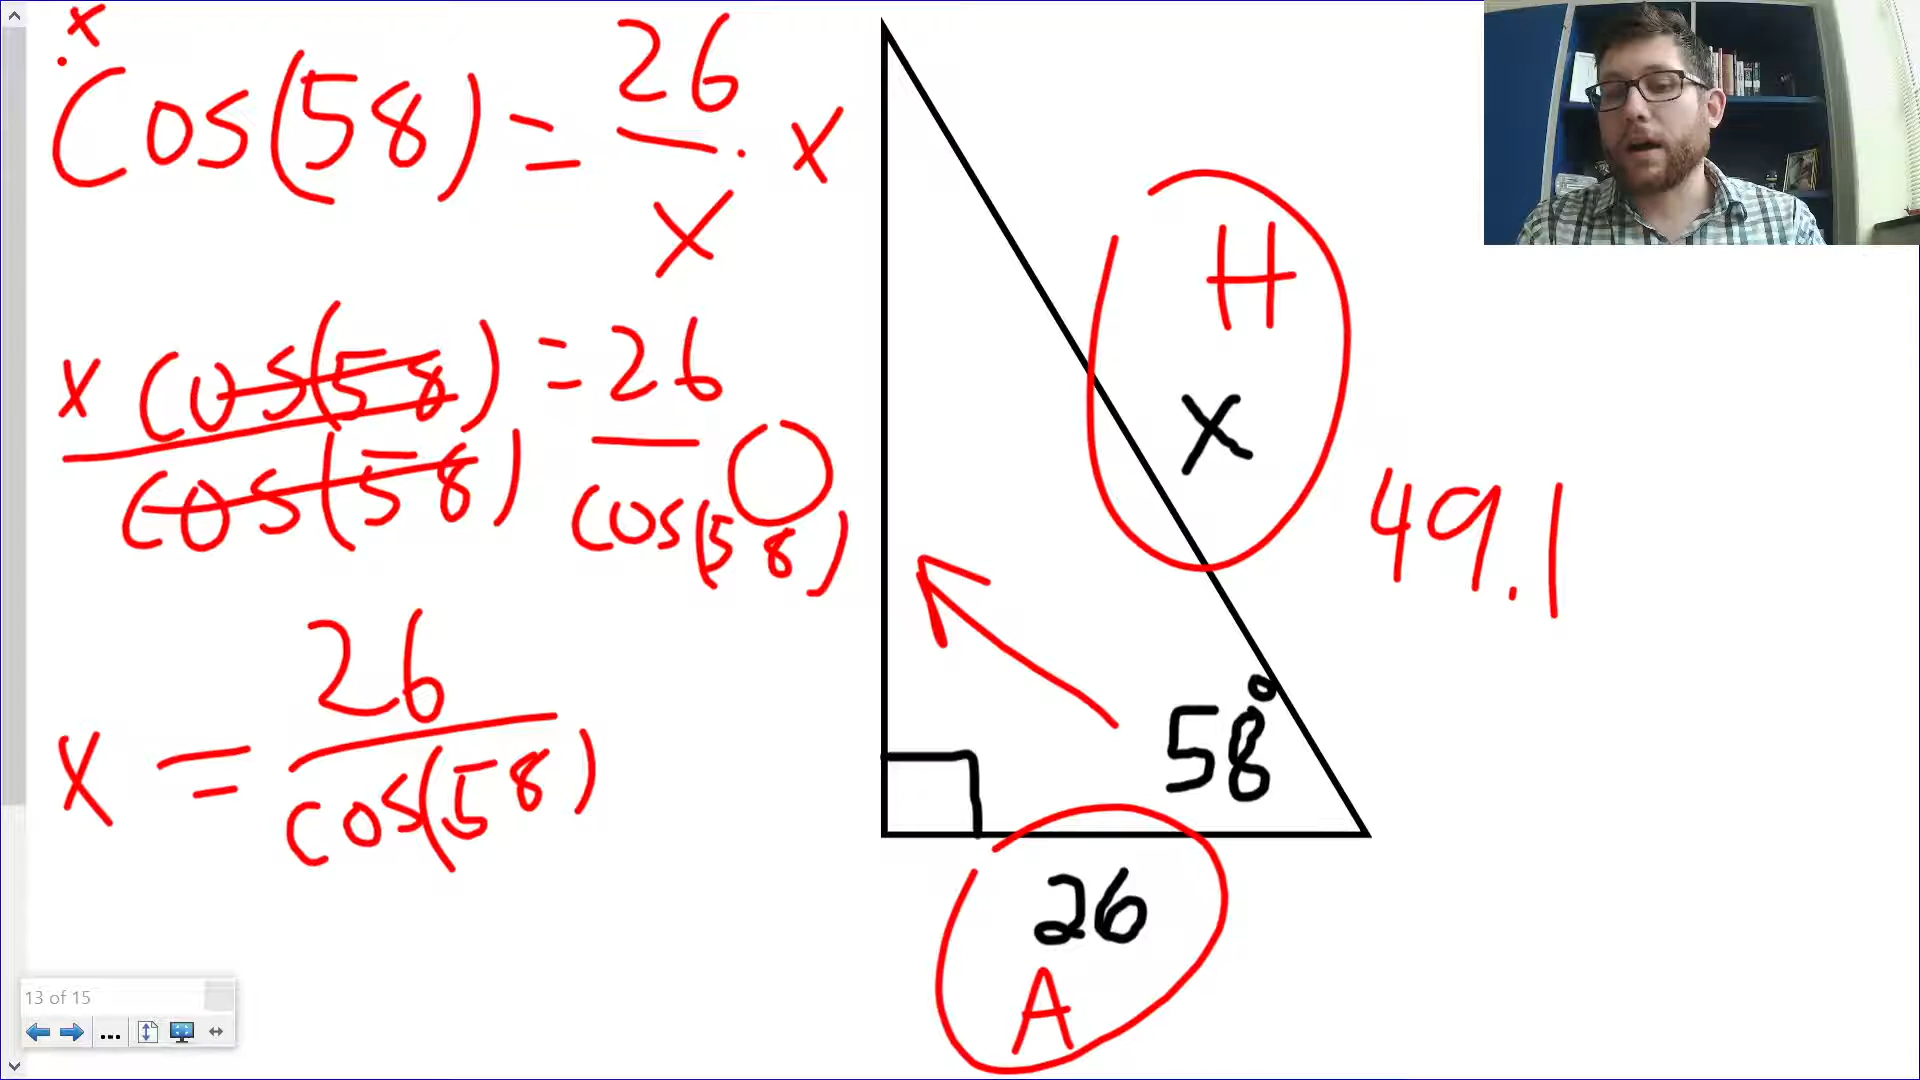 x
· Cos(58) = 26/x · x
x cos(58) / cos(58) = 26 / cos(58)
x = 26 / cos(58)
H
x
49.1
58°
26
A
13 of 15
...